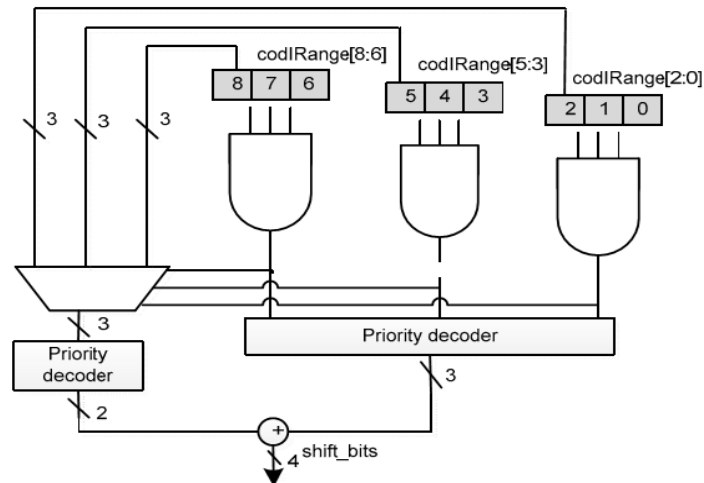 codIRange[8:6]
codIRange[5:3]
codIRange[2:0]
8 7 6
5 4 3
2 1 0
3
3
3
3
Priority decoder
Priority
decoder
3
2
+
4
shift_bits